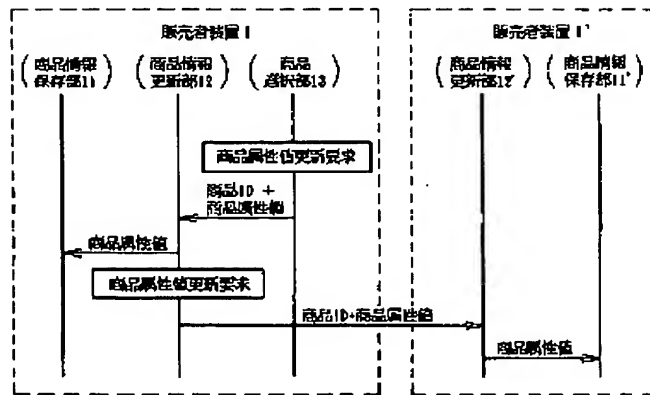 販売者装置1
販売者装置1'
商品情報
保存部11
商品情報
更新部12
商品
選択部13
商品情報
更新部12'
商品情報
保存部11'
商品属性値更新要求
商品ID +
商品属性値
商品属性値
商品属性値更新要求
商品ID+商品属性値
商品属性値